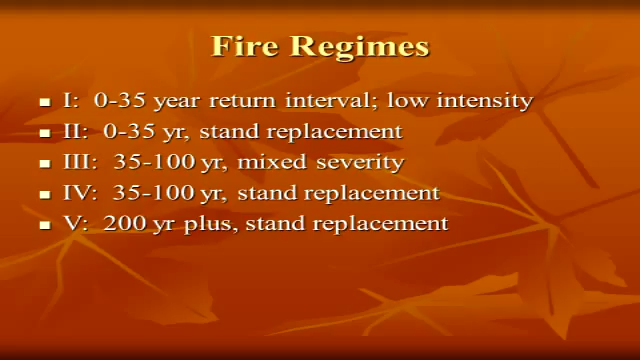 Fire Regimes
I: 0-35 year return interval; low intensity
II: 0-35 yr, stand replacement
III: 35-100 yr, mixed severity
IV: 35-100 yr, stand replacement
V: 200 yr plus, stand replacement